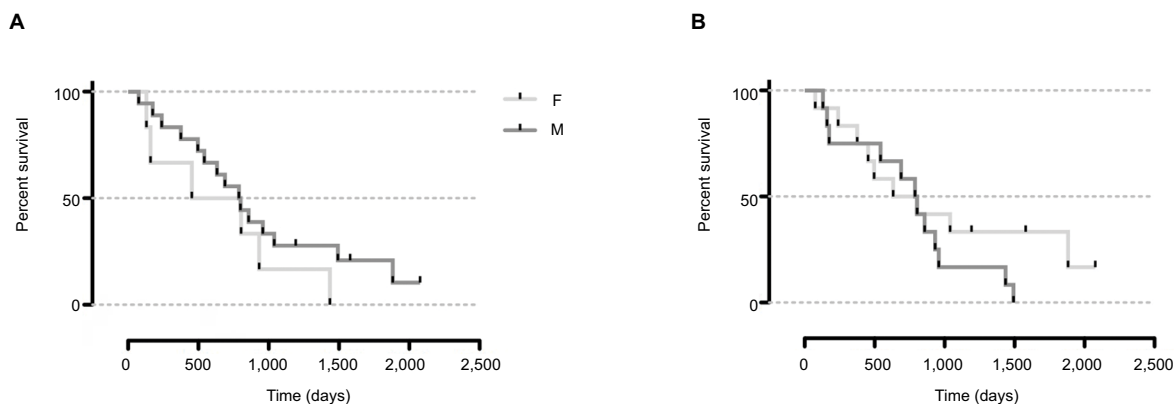 A
100
50
0
Percent survival
0 500 1,000 1,500 2,000 2,500
Time (days)
F
M
B
100
50
0
Percent survival
0 500 1,000 1,500 2,000 2,500
Time (days)